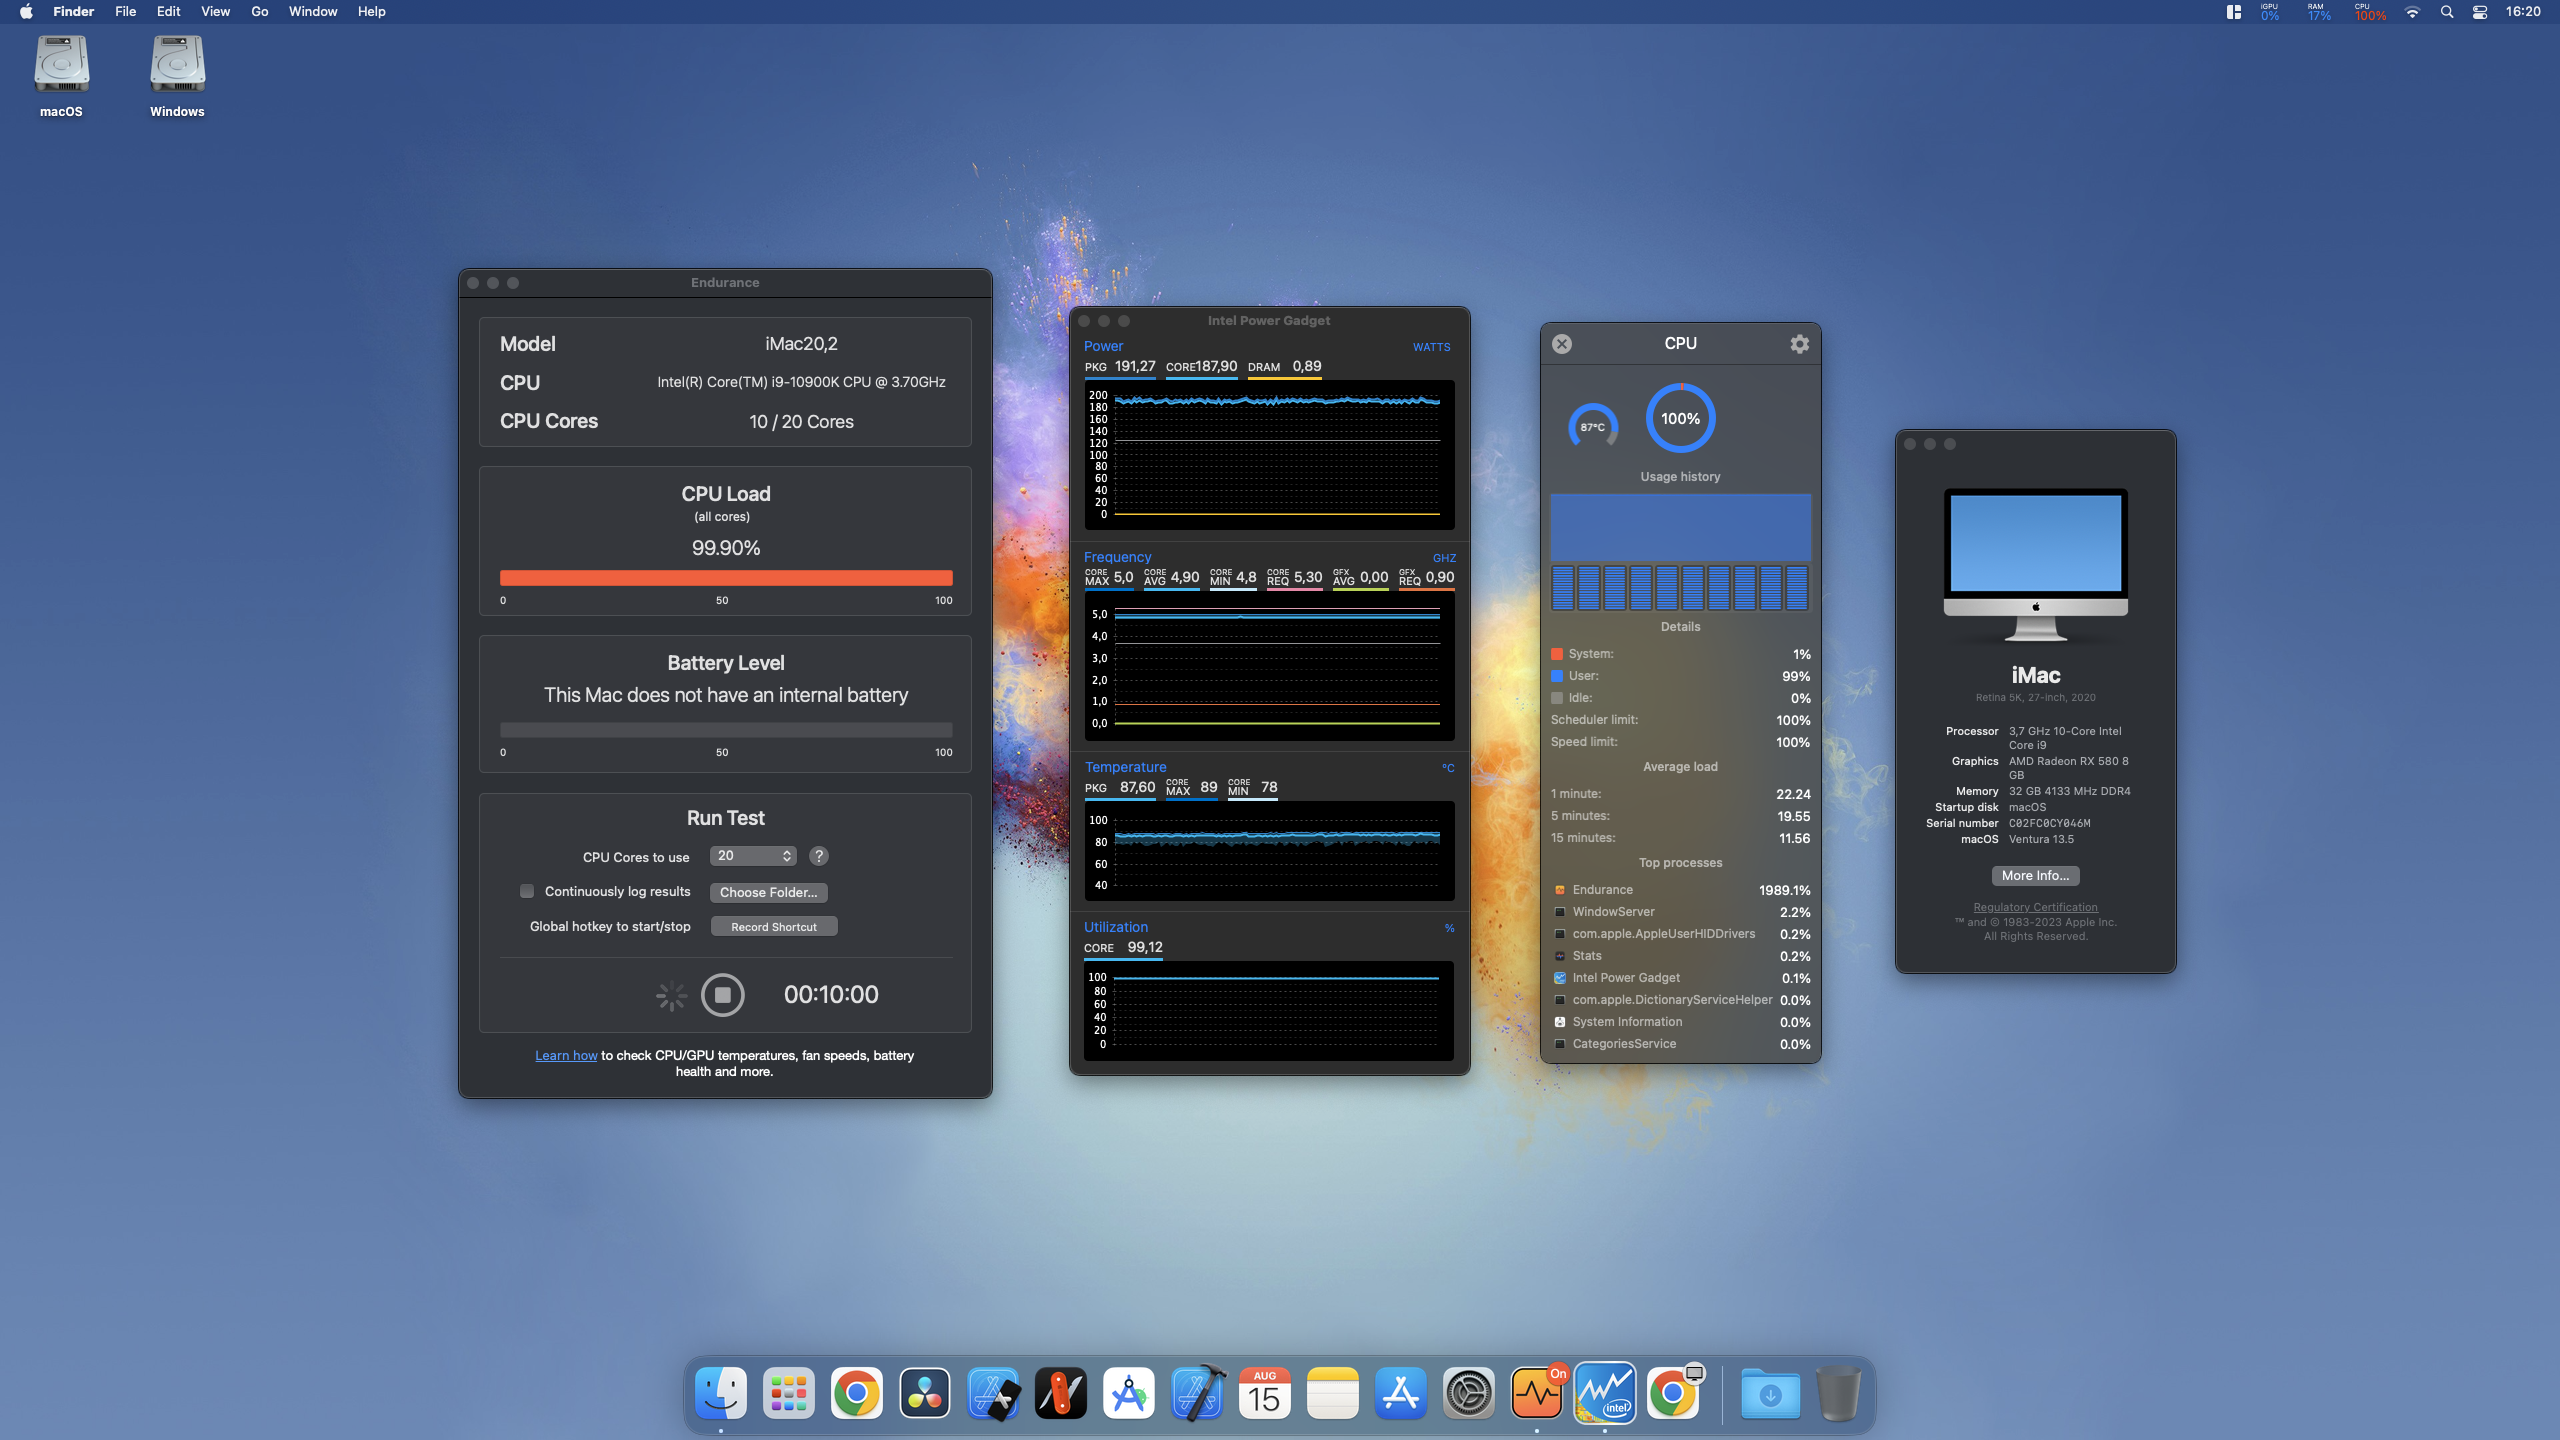 Finder File Edit View Go Window Help
iGPU 0% RAM 17% CPU 100% 16:20
macOS
Windows
Endurance
Model iMac20,2
CPU Intel(R) Core(TM) i9-10900K CPU @ 3.70GHz
CPU Cores 10 / 20 Cores
CPU Load
(all cores)
99.90%
0 50 100
Battery Level
This Mac does not have an internal battery
0 50 100
Run Test
CPU Cores to use 20 ?
Continuously log results Choose Folder...
Global hotkey to start/stop Record Shortcut
00:10:00
Learn how to check CPU/GPU temperatures, fan speeds, battery
health and more.
Intel Power Gadget
Power WATTS
PKG 191,27 CORE187,90 DRAM 0,89
200
180
160
140
120
100
80
60
40
20
0
Frequency GHZ
CORE MAX 5,0 CORE AVG 4,90 CORE MIN 4,8 CORE REQ 5,30 GFX AVG 0,00 GFX REQ 0,90
5,0
4,0
3,0
2,0
1,0
0,0
Temperature °C
PKG 87,60 CORE MAX 89 CORE MIN 78
100
80
60
40
Utilization %
CORE 99,12
100
80
60
40
20
0
CPU
87°C
100%
Usage history
Details
System: 1%
User: 99%
Idle: 0%
Scheduler limit: 100%
Speed limit: 100%
Average load
1 minute: 22.24
5 minutes: 19.55
15 minutes: 11.56
Top processes
Endurance 1989.1%
WindowServer 2.2%
com.apple.AppleUserHIDDrivers 0.2%
Stats 0.2%
Intel Power Gadget 0.1%
com.apple.DictionaryServiceHelper 0.0%
System Information 0.0%
CategoriesService 0.0%
iMac
Retina 5K, 27-inch, 2020
Processor 3,7 GHz 10-Core Intel
Core i9
Graphics AMD Radeon RX 580 8
GB
Memory 32 GB 4133 MHz DDR4
Startup disk macOS
Serial number C02FC0CY046M
macOS Ventura 13.5
More Info...
Regulatory Certification
™ and © 1983-2023 Apple Inc.
All Rights Reserved.
AUG
15
On
intel